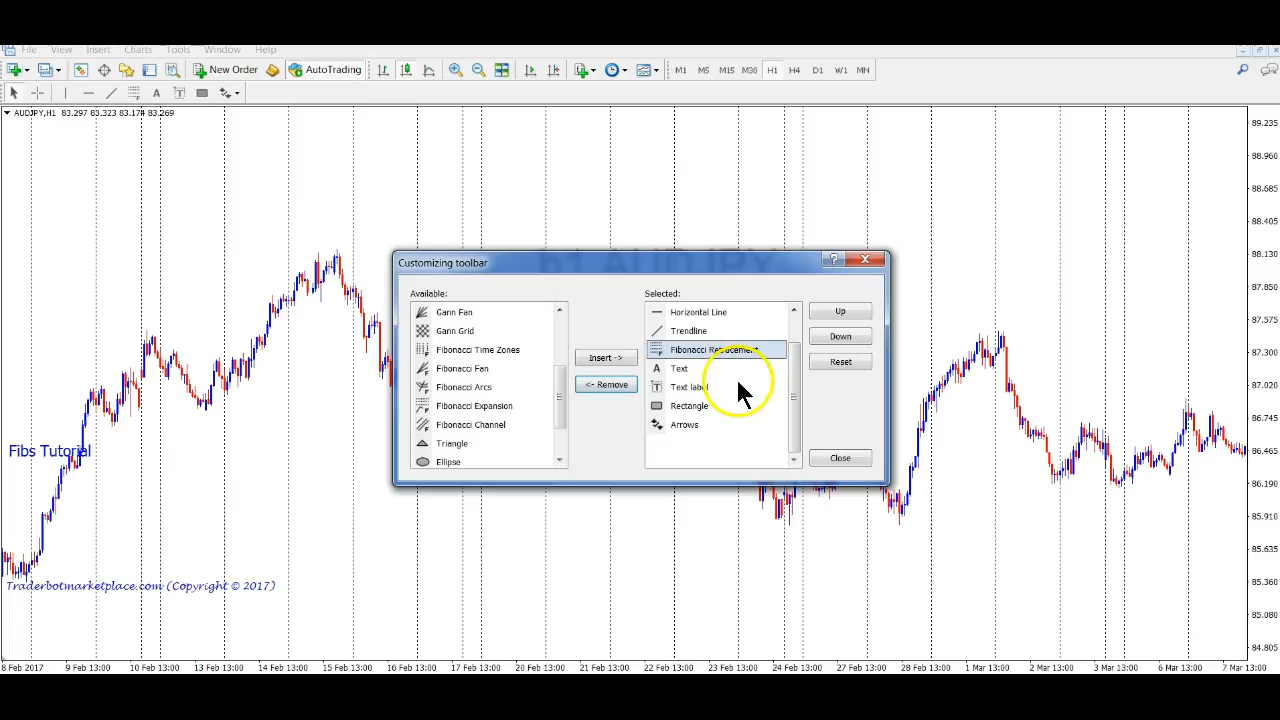 File View Insert Charts Tools Window Help
New Order AutoTrading M1 M5 M15 M30 H1 H4 D1 W1 MN
AUDJPY,H1 83.297 83.323 83.174 83.269
h1 AUDJPY
Customizing toolbar
Available:
Gann Fan
Gann Grid
Fibonacci Time Zones
Fibonacci Fan
Fibonacci Arcs
Fibonacci Expansion
Fibonacci Channel
Triangle
Ellipse
Insert ->
<- Remove
Selected:
Horizontal Line
Trendline
Fibonacci Retracement
Text
Text label
Rectangle
Arrows
Up
Down
Reset
Close
Fibs Tutorial
Traderbotmarketplace.com (Copyright © 2017)
89.235
88.960
88.685
88.405
88.130
87.850
87.575
87.300
87.020
86.745
86.465
86.190
85.910
85.635
85.360
85.080
84.805
8 Feb 2017 9 Feb 13:00 10 Feb 13:00 13 Feb 13:00 14 Feb 13:00 15 Feb 13:00 16 Feb 13:00 17 Feb 13:00 20 Feb 13:00 21 Feb 13:00 22 Feb 13:00 23 Feb 13:00 24 Feb 13:00 27 Feb 13:00 28 Feb 13:00 1 Mar 13:00 2 Mar 13:00 3 Mar 13:00 6 Mar 13:00 7 Mar 13:00